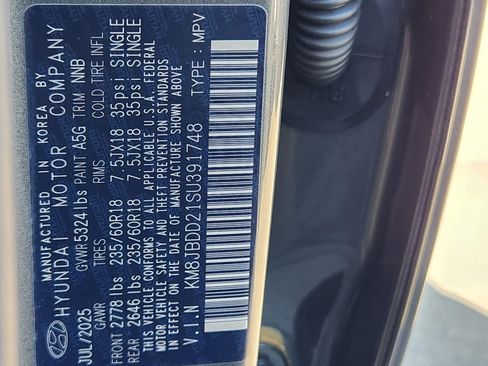 MANUFACTURED IN KOREA BY
HYUNDAI MOTOR COMPANY
JUL/2025 GVWR 5324 lbs PAINT A5G TRIM NNB
GAWR TIRES RIMS COLD TIRE INFL.
FRONT 2778 lbs 235/60R18 7.5JX18 35psi SINGLE
REAR 2646 lbs 235/60R18 7.5JX18 35psi SINGLE
THIS VEHICLE CONFORMS TO ALL APPLICABLE U.S.A. FEDERAL
MOTOR VEHICLE SAFETY AND THEFT PREVENTION STANDARDS
IN EFFECT ON THE DATE OF MANUFACTURE SHOWN ABOVE
V.I.N KM8JBDD21SU391748 TYPE : MPV